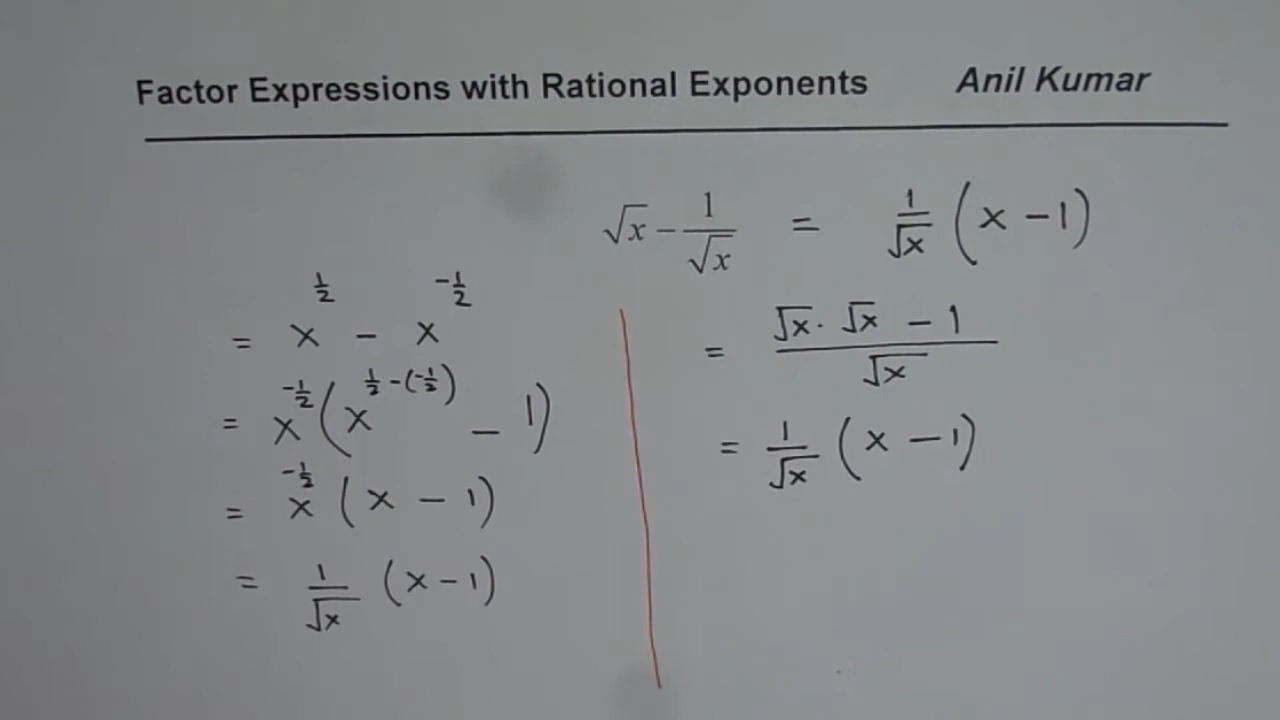 Factor Expressions with Rational Exponents Anil Kumar
√x − 1/√x = 1/√x (x − 1)
= x^(1/2) − x^(-1/2)
= x^(-1/2) (x^(1/2 − (-1/2)) − 1)
= x^(-1/2) (x − 1)
= 1/√x (x − 1)
= (√x · √x − 1)/√x
= 1/√x (x − 1)